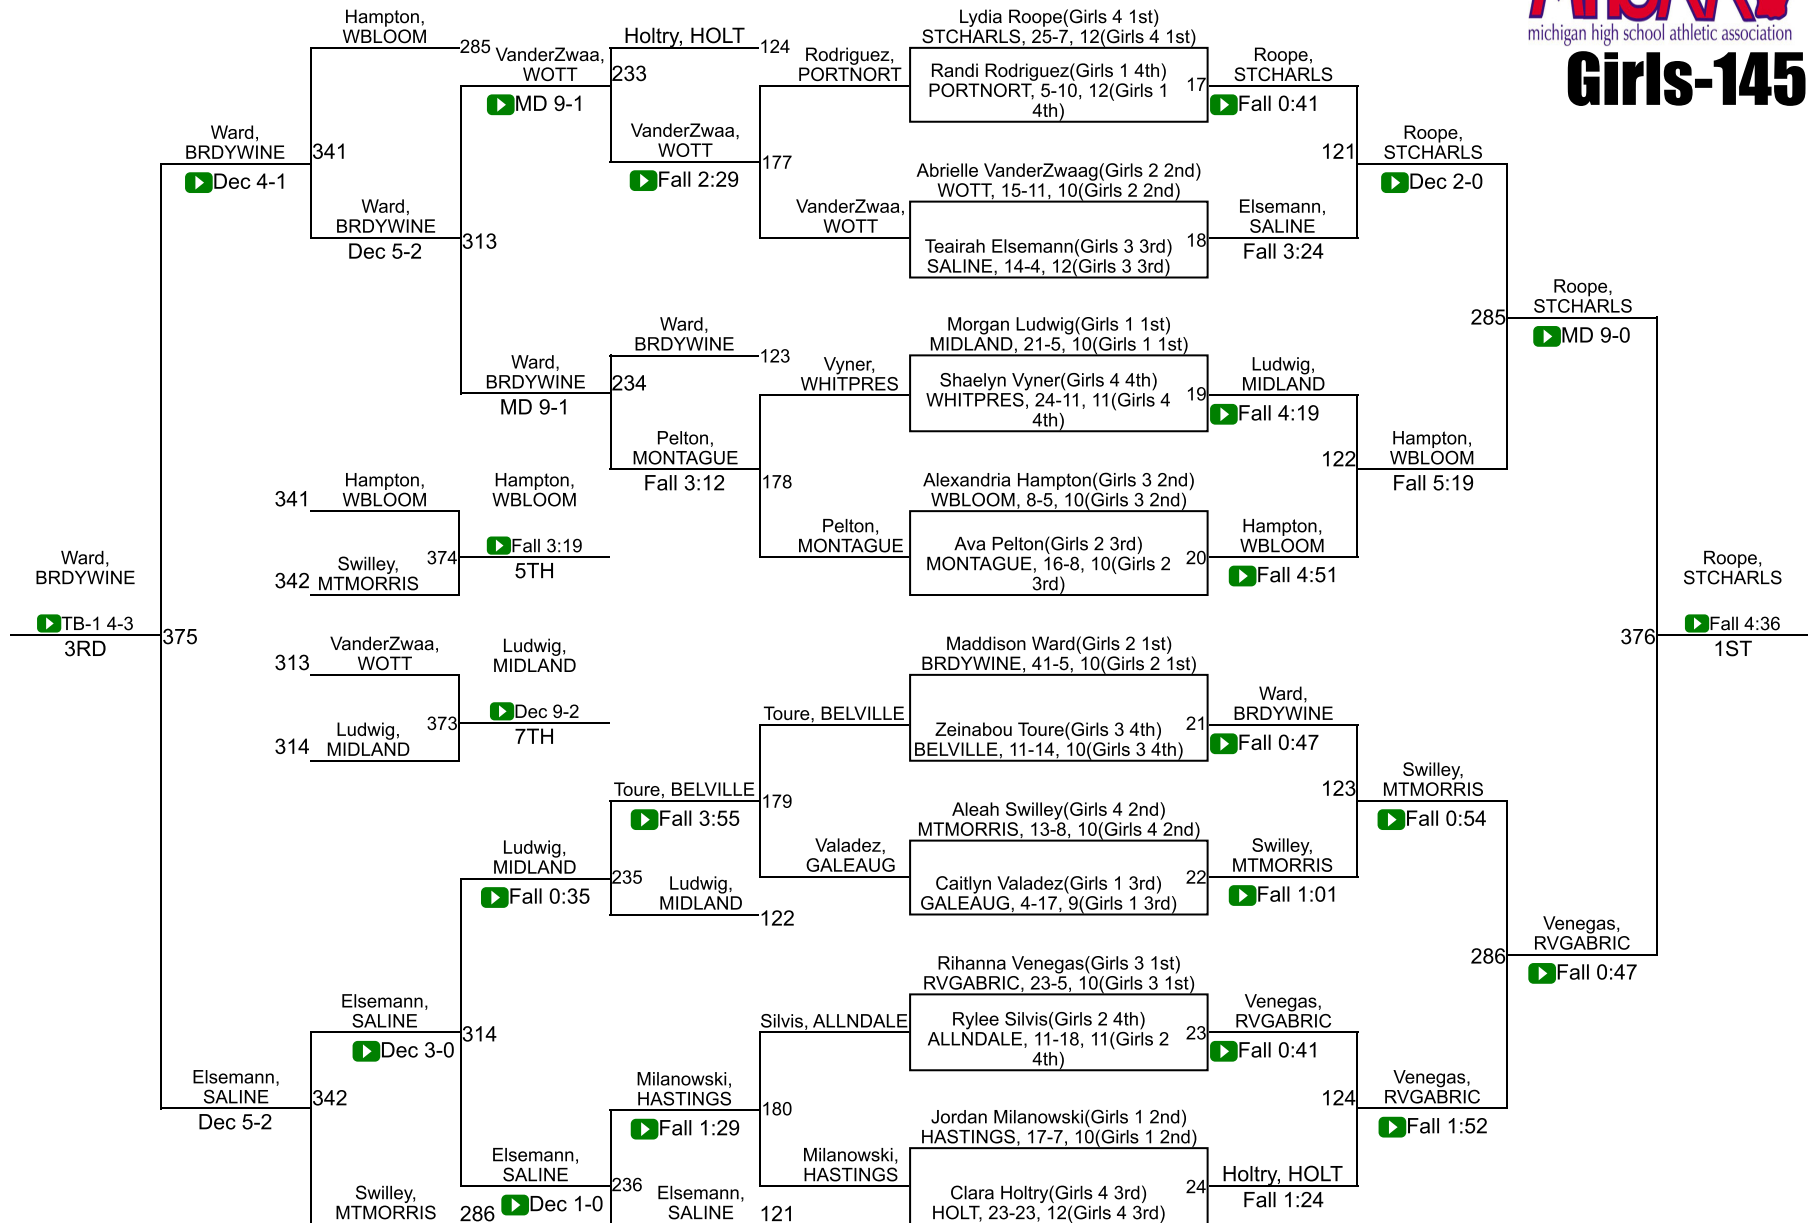 MHSAA
michigan high school athletic association
Girls-145
Hampton,
WBLOOM
285
VanderZwaa,
WOTT
MD 9-1
Holtry, HOLT
124
233
Ward,
BRDYWINE
Dec 4-1
341
VanderZwaa,
WOTT
Fall 2:29
177
Ward,
BRDYWINE
Dec 5-2
313
Rodriguez,
PORTNORT
VanderZwaa,
WOTT
Lydia Roope(Girls 4 1st)
STCHARLS, 25-7, 12(Girls 4 1st)
Randi Rodriguez(Girls 1 4th)
PORTNORT, 5-10, 12(Girls 1
4th)
17
Roope,
STCHARLS
Fall 0:41
121
Roope,
STCHARLS
Dec 2-0
Abrielle VanderZwaag(Girls 2 2nd)
WOTT, 15-11, 10(Girls 2 2nd)
Teairah Elsemann(Girls 3 3rd)
SALINE, 14-4, 12(Girls 3 3rd)
18
Elsemann,
SALINE
Fall 3:24
285
Roope,
STCHARLS
MD 9-0
Ward,
BRDYWINE
MD 9-1
Ward,
BRDYWINE
123
234
Pelton,
MONTAGUE
Fall 3:12
178
Vyner,
WHITPRES
Pelton,
MONTAGUE
Morgan Ludwig(Girls 1 1st)
MIDLAND, 21-5, 10(Girls 1 1st)
Shaelyn Vyner(Girls 4 4th)
WHITPRES, 24-11, 11(Girls 4
4th)
19
Ludwig,
MIDLAND
Fall 4:19
122
Hampton,
WBLOOM
Fall 5:19
Alexandria Hampton(Girls 3 2nd)
WBLOOM, 8-5, 10(Girls 3 2nd)
Ava Pelton(Girls 2 3rd)
MONTAGUE, 16-8, 10(Girls 2
3rd)
20
Hampton,
WBLOOM
Fall 4:51
341
Hampton,
WBLOOM
342
Swilley,
MTMORRIS
374
Hampton,
WBLOOM
Fall 3:19
5TH
Ward,
BRDYWINE
TB-1 4-3
3RD
375
313
VanderZwaa,
WOTT
314
Ludwig,
MIDLAND
373
Ludwig,
MIDLAND
Dec 9-2
7TH
376
Roope,
STCHARLS
Fall 4:36
1ST
Toure, BELVILLE
Maddison Ward(Girls 2 1st)
BRDYWINE, 41-5, 10(Girls 2 1st)
Zeinabou Toure(Girls 3 4th)
BELVILLE, 11-14, 10(Girls 3 4th)
21
Ward,
BRDYWINE
Fall 0:47
123
Swilley,
MTMORRIS
Fall 0:54
Toure, BELVILLE
Fall 3:55
179
Valadez,
GALEAUG
Aleah Swilley(Girls 4 2nd)
MTMORRIS, 13-8, 10(Girls 4 2nd)
Caitlyn Valadez(Girls 1 3rd)
GALEAUG, 4-17, 9(Girls 1 3rd)
22
Swilley,
MTMORRIS
Fall 1:01
Ludwig,
MIDLAND
Fall 0:35
235
Ludwig,
MIDLAND
122
286
Venegas,
RVGABRIC
Fall 0:47
Elsemann,
SALINE
Dec 3-0
314
Silvis, ALLNDALE
Rihanna Venegas(Girls 3 1st)
RVGABRIC, 23-5, 10(Girls 3 1st)
Rylee Silvis(Girls 2 4th)
ALLNDALE, 11-18, 11(Girls 2
4th)
23
Venegas,
RVGABRIC
Fall 0:41
124
Venegas,
RVGABRIC
Fall 1:52
Elsemann,
SALINE
Dec 5-2
342
Milanowski,
HASTINGS
Fall 1:29
180
Milanowski,
HASTINGS
Jordan Milanowski(Girls 1 2nd)
HASTINGS, 17-7, 10(Girls 1 2nd)
Clara Holtry(Girls 4 3rd)
HOLT, 23-23, 12(Girls 4 3rd)
24
Holtry, HOLT
Fall 1:24
Elsemann,
SALINE
Dec 1-0
236
Elsemann,
SALINE
121
Swilley,
MTMORRIS
286